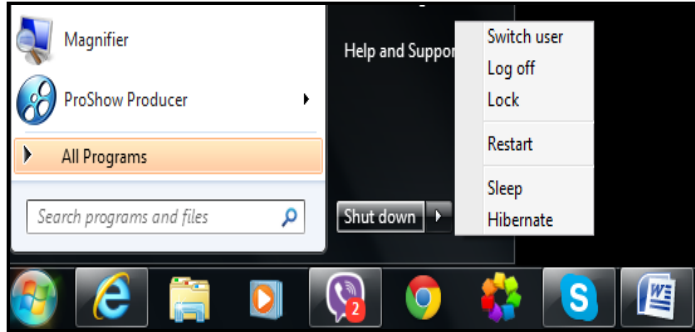 Magnifier
ProShow Producer
All Programs
Search programs and files
Help and Suppor
Shut down
Switch user
Log off
Lock
Restart
Sleep
Hibernate
2